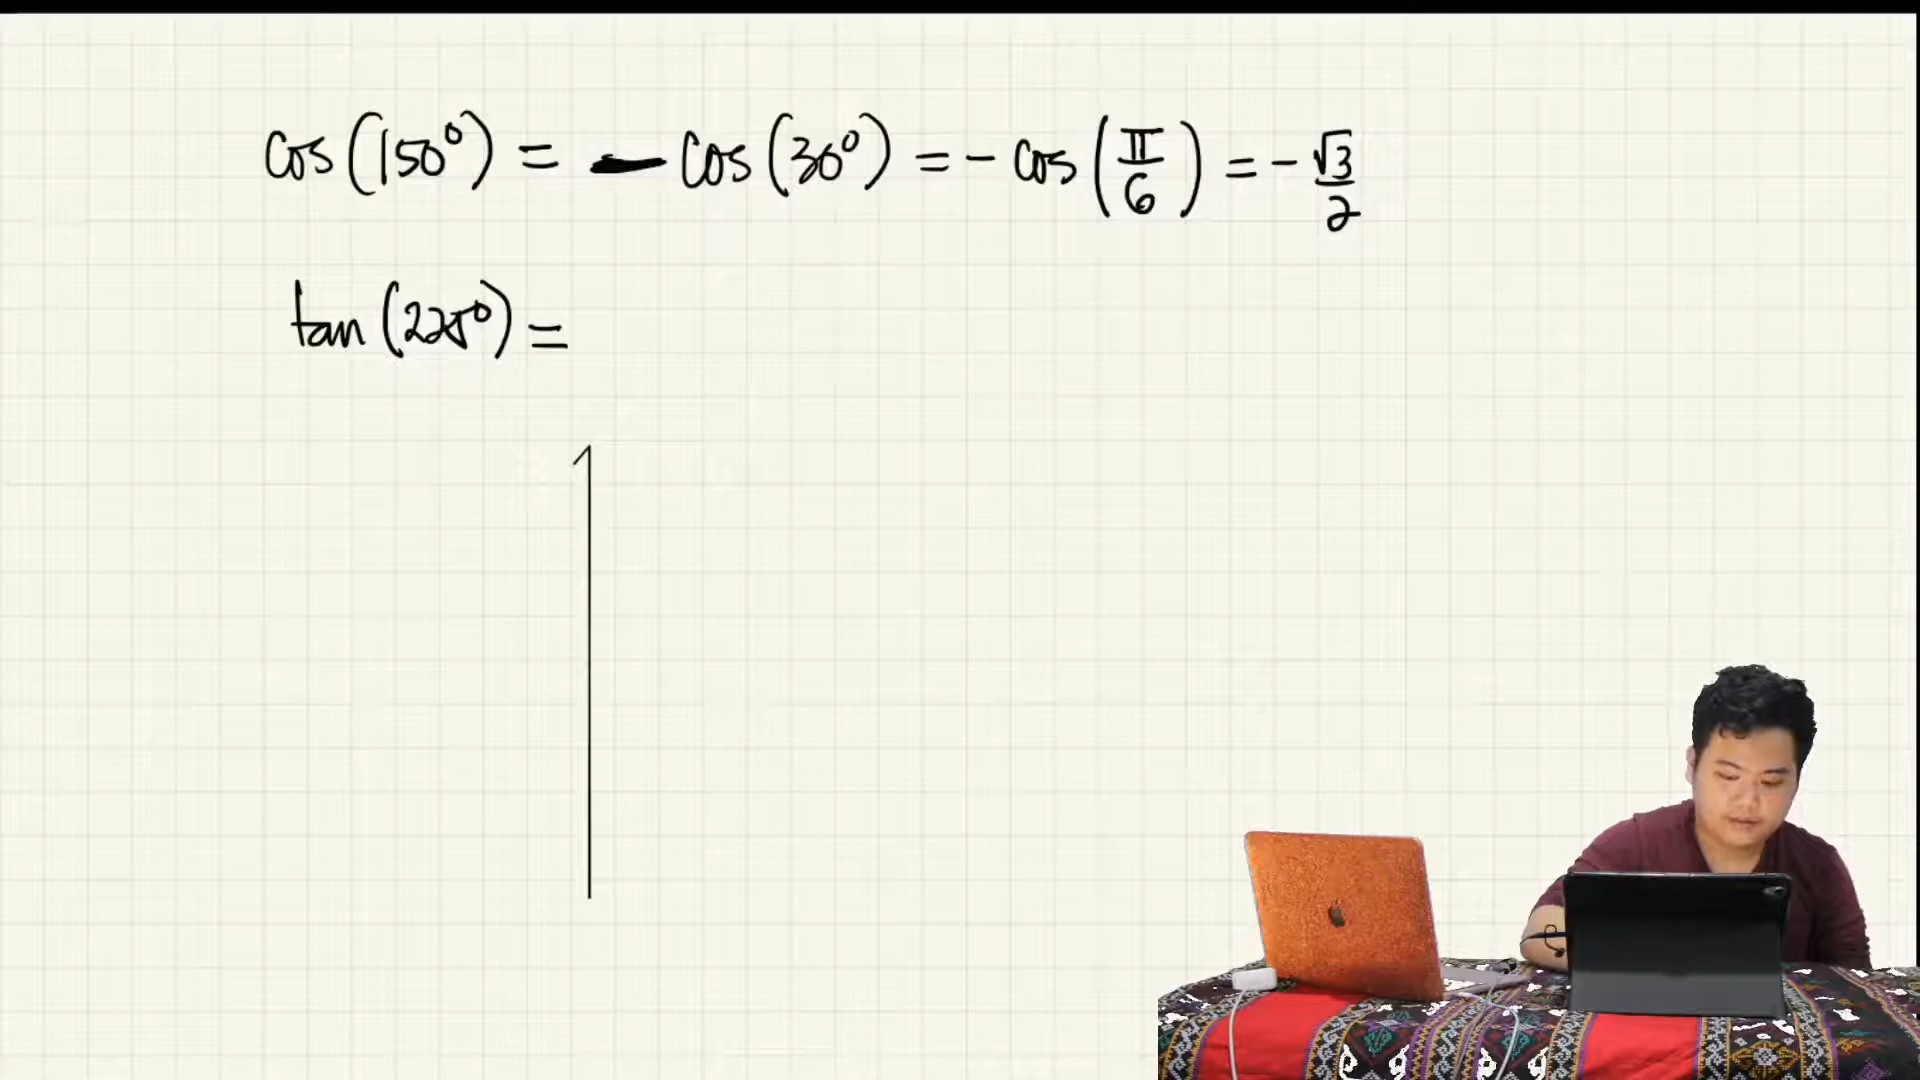 cos(150°) = - cos(30°) = - cos(π/6) = - √3/2
tan(225°) =